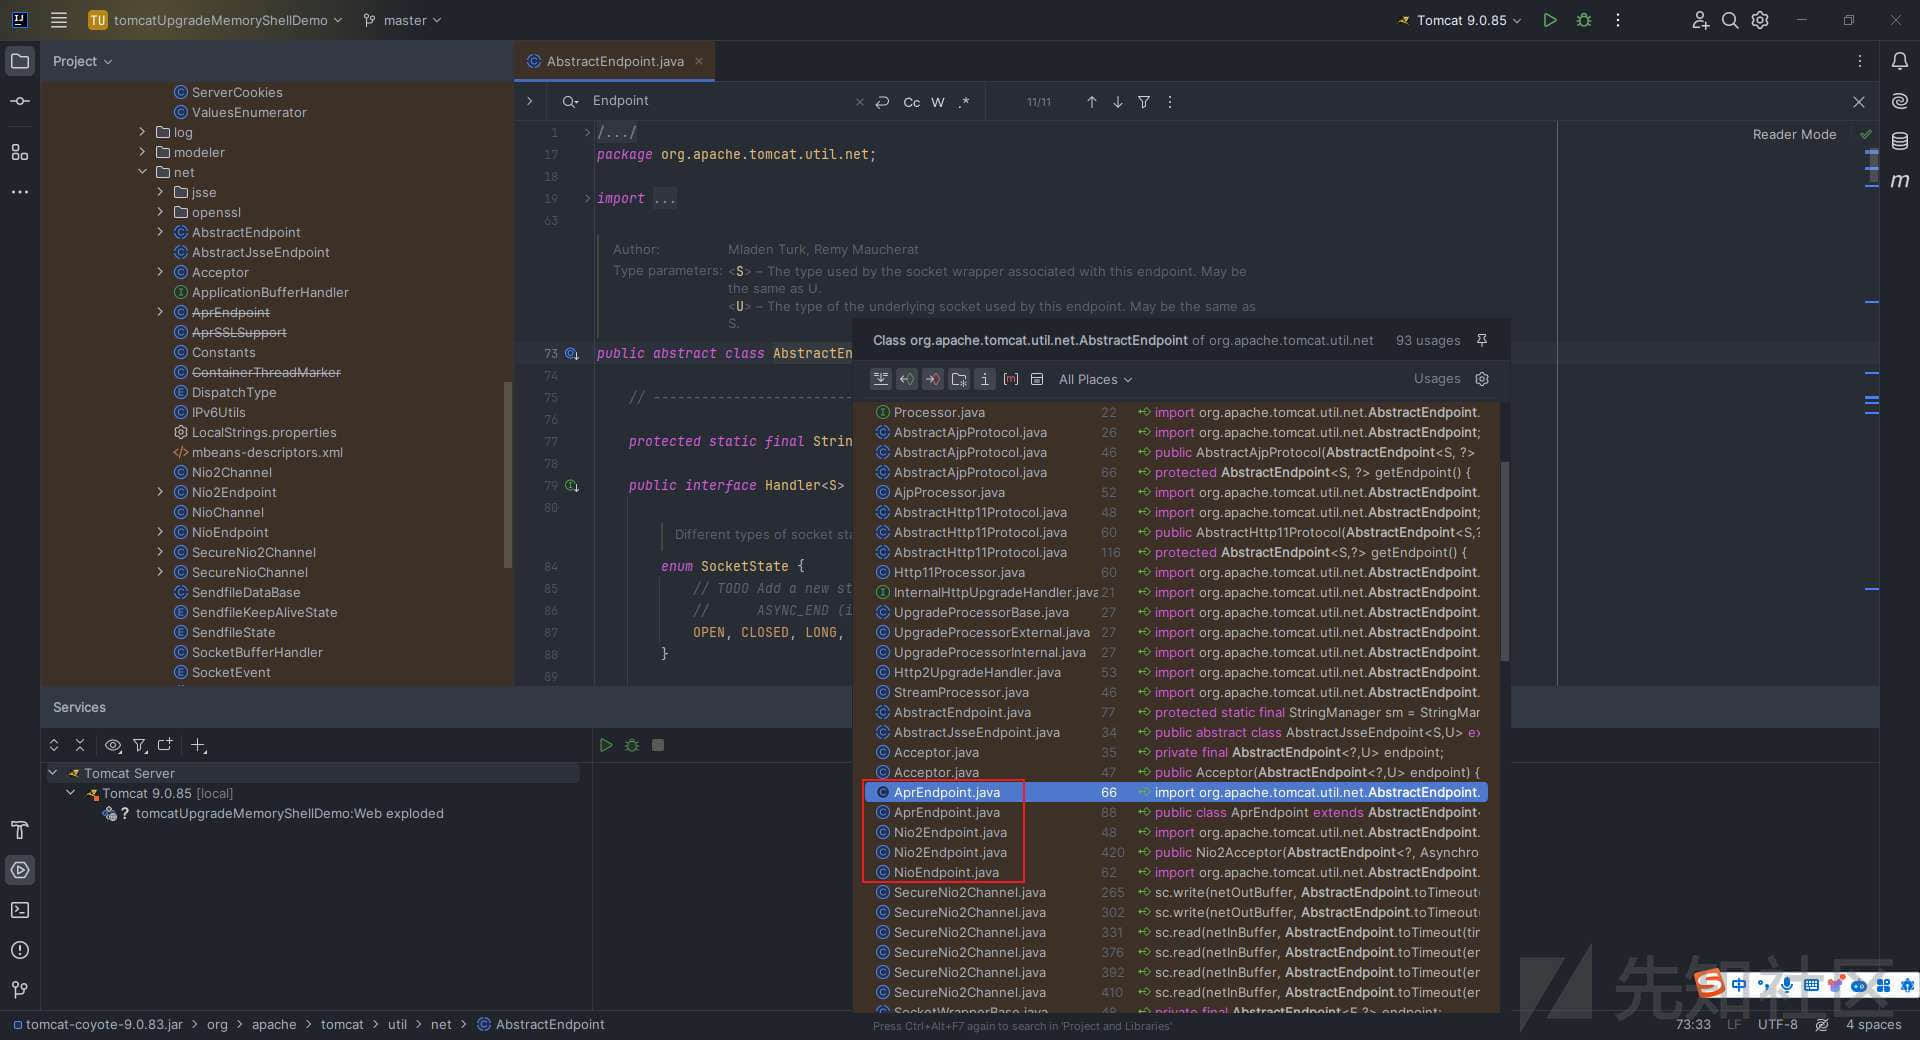 TU tomcatUpgradeMemoryShellDemo master Tomcat 9.0.85
Project
AbstractEndpoint.java
ServerCookies
ValuesEnumerator
log
modeler
net
jsse
openssl
AbstractEndpoint
AbstractJsseEndpoint
Acceptor
ApplicationBufferHandler
AprEndpoint
AprSSLSupport
Constants
ContainerThreadMarker
DispatchType
IPv6Utils
LocalStrings.properties
mbeans-descriptors.xml
Nio2Channel
Nio2Endpoint
NioChannel
NioEndpoint
SecureNio2Channel
SecureNioChannel
SendfileDataBase
SendfileKeepAliveState
SendfileState
SocketBufferHandler
SocketEvent
Endpoint Cc W .* 11/11
Reader Mode
1 /.../
17 package org.apache.tomcat.util.net;
18
19 import ...
63
Author: Mladen Turk, Remy Maucherat
Type parameters: <S> – The type used by the socket wrapper associated with this endpoint. May be
the same as U.
<U> – The type of the underlying socket used by this endpoint. May be the same as
S.
73 public abstract class AbstractEn
74
75 // -------------------------
76
77 protected static final Strin
78
79 public interface Handler<S>
80
Different types of socket sta
84 enum SocketState {
85 // TODO Add a new st
86 // ASYNC_END (i
87 OPEN, CLOSED, LONG,
88 }
89
Class org.apache.tomcat.util.net.AbstractEndpoint of org.apache.tomcat.util.net 93 usages
All Places Usages
Processor.java 22 import org.apache.tomcat.util.net.AbstractEndpoint.
AbstractAjpProtocol.java 26 import org.apache.tomcat.util.net.AbstractEndpoint;
AbstractAjpProtocol.java 46 public AbstractAjpProtocol(AbstractEndpoint<S, ?>
AbstractAjpProtocol.java 66 protected AbstractEndpoint<S, ?> getEndpoint() {
AjpProcessor.java 52 import org.apache.tomcat.util.net.AbstractEndpoint.
AbstractHttp11Protocol.java 48 import org.apache.tomcat.util.net.AbstractEndpoint;
AbstractHttp11Protocol.java 60 public AbstractHttp11Protocol(AbstractEndpoint<S,?
AbstractHttp11Protocol.java 116 protected AbstractEndpoint<S,?> getEndpoint() {
Http11Processor.java 60 import org.apache.tomcat.util.net.AbstractEndpoint.
InternalHttpUpgradeHandler.java 21 import org.apache.tomcat.util.net.AbstractEndpoint.
UpgradeProcessorBase.java 27 import org.apache.tomcat.util.net.AbstractEndpoint.
UpgradeProcessorExternal.java 27 import org.apache.tomcat.util.net.AbstractEndpoint.
UpgradeProcessorInternal.java 27 import org.apache.tomcat.util.net.AbstractEndpoint.
Http2UpgradeHandler.java 53 import org.apache.tomcat.util.net.AbstractEndpoint.
StreamProcessor.java 46 import org.apache.tomcat.util.net.AbstractEndpoint.
AbstractEndpoint.java 77 protected static final StringManager sm = StringMar
AbstractJsseEndpoint.java 34 public abstract class AbstractJsseEndpoint<S,U> ex
Acceptor.java 35 private final AbstractEndpoint<?,U> endpoint;
Acceptor.java 47 public Acceptor(AbstractEndpoint<?,U> endpoint) {
AprEndpoint.java 66 import org.apache.tomcat.util.net.AbstractEndpoint.
AprEndpoint.java 88 public class AprEndpoint extends AbstractEndpoint<
Nio2Endpoint.java 48 import org.apache.tomcat.util.net.AbstractEndpoint.
Nio2Endpoint.java 420 public Nio2Acceptor(AbstractEndpoint<?, Asynchro
NioEndpoint.java 62 import org.apache.tomcat.util.net.AbstractEndpoint.
SecureNio2Channel.java 265 sc.write(netOutBuffer, AbstractEndpoint.toTimeout(
SecureNio2Channel.java 302 sc.write(netOutBuffer, AbstractEndpoint.toTimeout(
SecureNio2Channel.java 331 sc.read(netInBuffer, AbstractEndpoint.toTimeout(tir
SecureNio2Channel.java 376 sc.read(netInBuffer, AbstractEndpoint.toTimeout(er
SecureNio2Channel.java 392 sc.read(netInBuffer, AbstractEndpoint.toTimeout(er
SecureNio2Channel.java 410 sc.read(netInBuffer, AbstractEndpoint.toTimeout(er
SocketWrapperBase.java 48 private final AbstractEndpoint<S,?> endpoint;
Press Ctrl+Alt+F7 again to search in 'Project and Libraries'
Services
Tomcat Server
Tomcat 9.0.85 [local]
? tomcatUpgradeMemoryShellDemo:Web exploded
先知社区
中
tomcat-coyote-9.0.83.jar > org > apache > tomcat > util > net > AbstractEndpoint
73:33 LF UTF-8 4 spaces